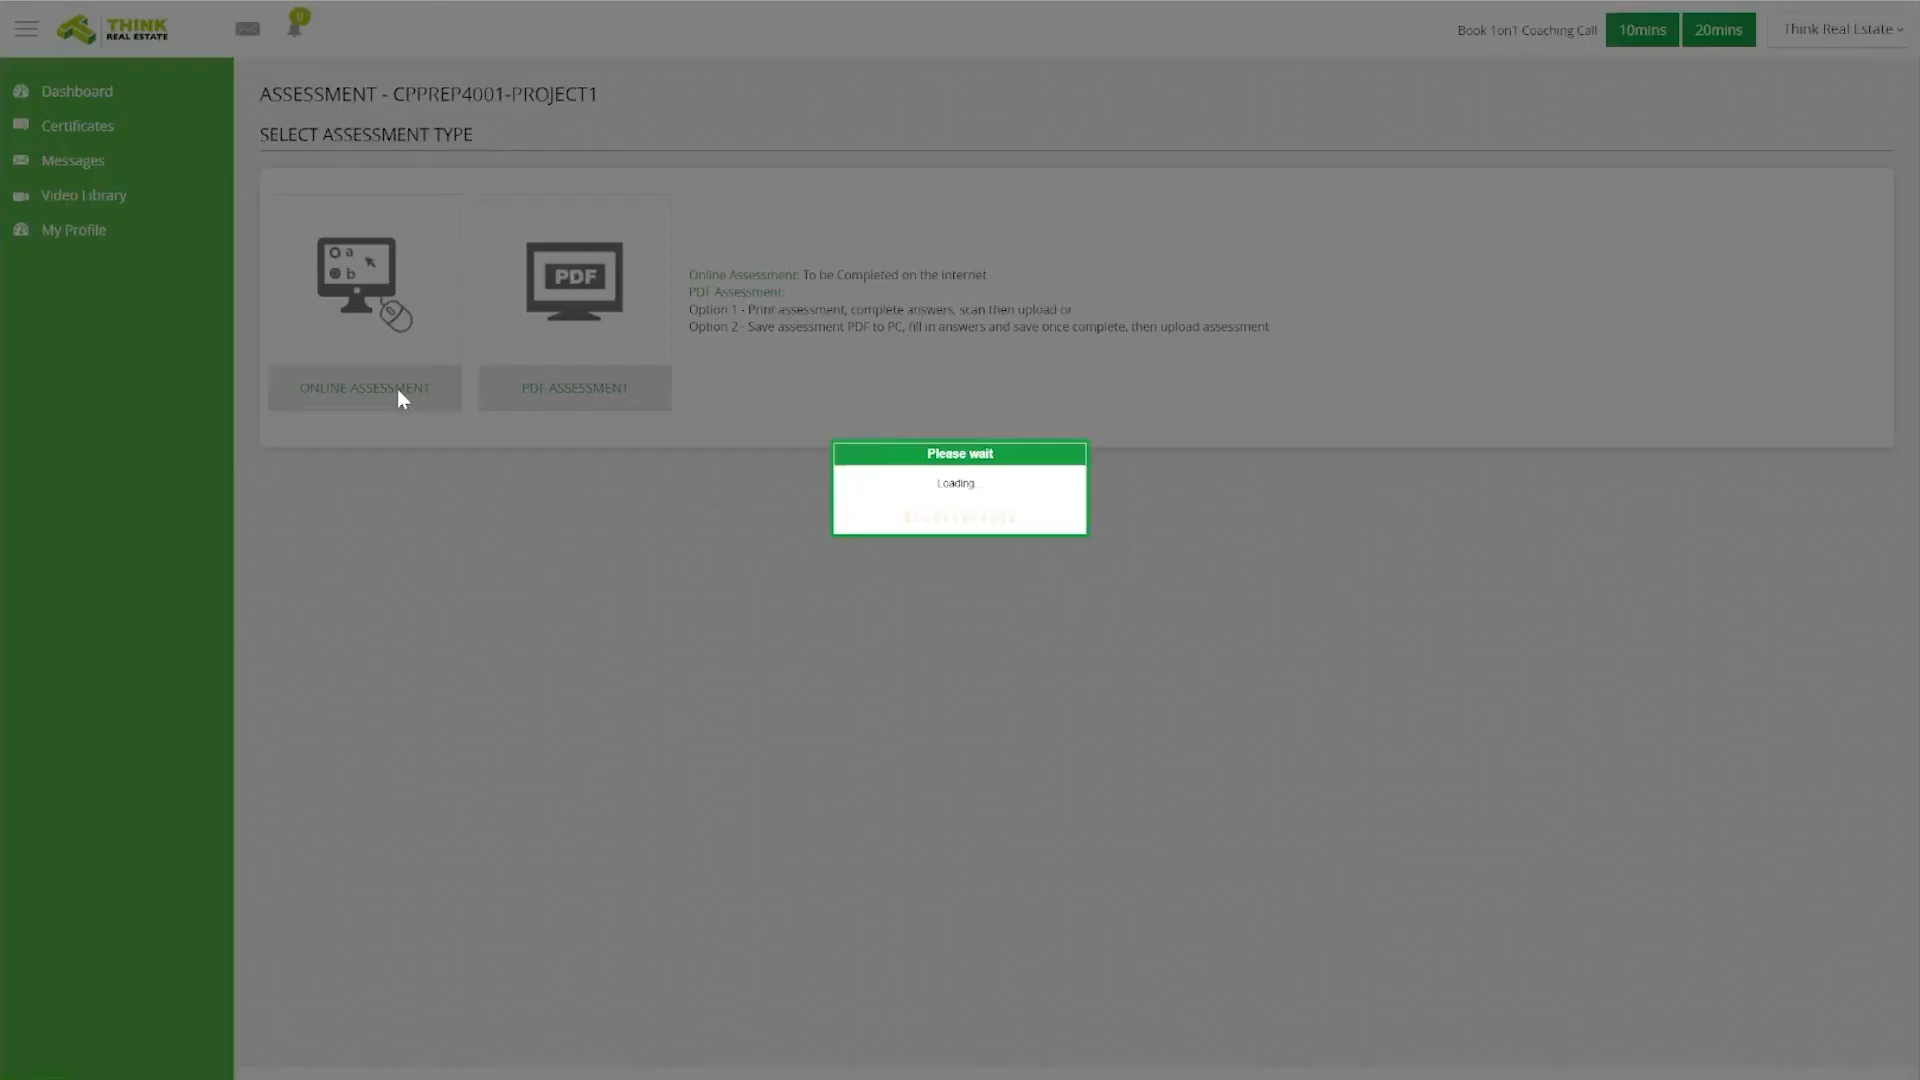 THINK
REAL ESTATE
0
Book 1on1 Coaching Call
10mins
20mins
Think Real Estate
Dashboard
Certificates
Messages
Video Library
My Profile
ASSESSMENT - CPPREP4001-PROJECT1
SELECT ASSESSMENT TYPE
a
b
PDF
Online Assessment: To be Completed on the internet
PDF Assessment:
Option 1 - Print assessment, complete answers, scan then upload or
Option 2 - Save assessment PDF to PC, fill in answers and save once complete, then upload assessment
ONLINE ASSESSMENT
PDF ASSESSMENT
Please wait
Loading...